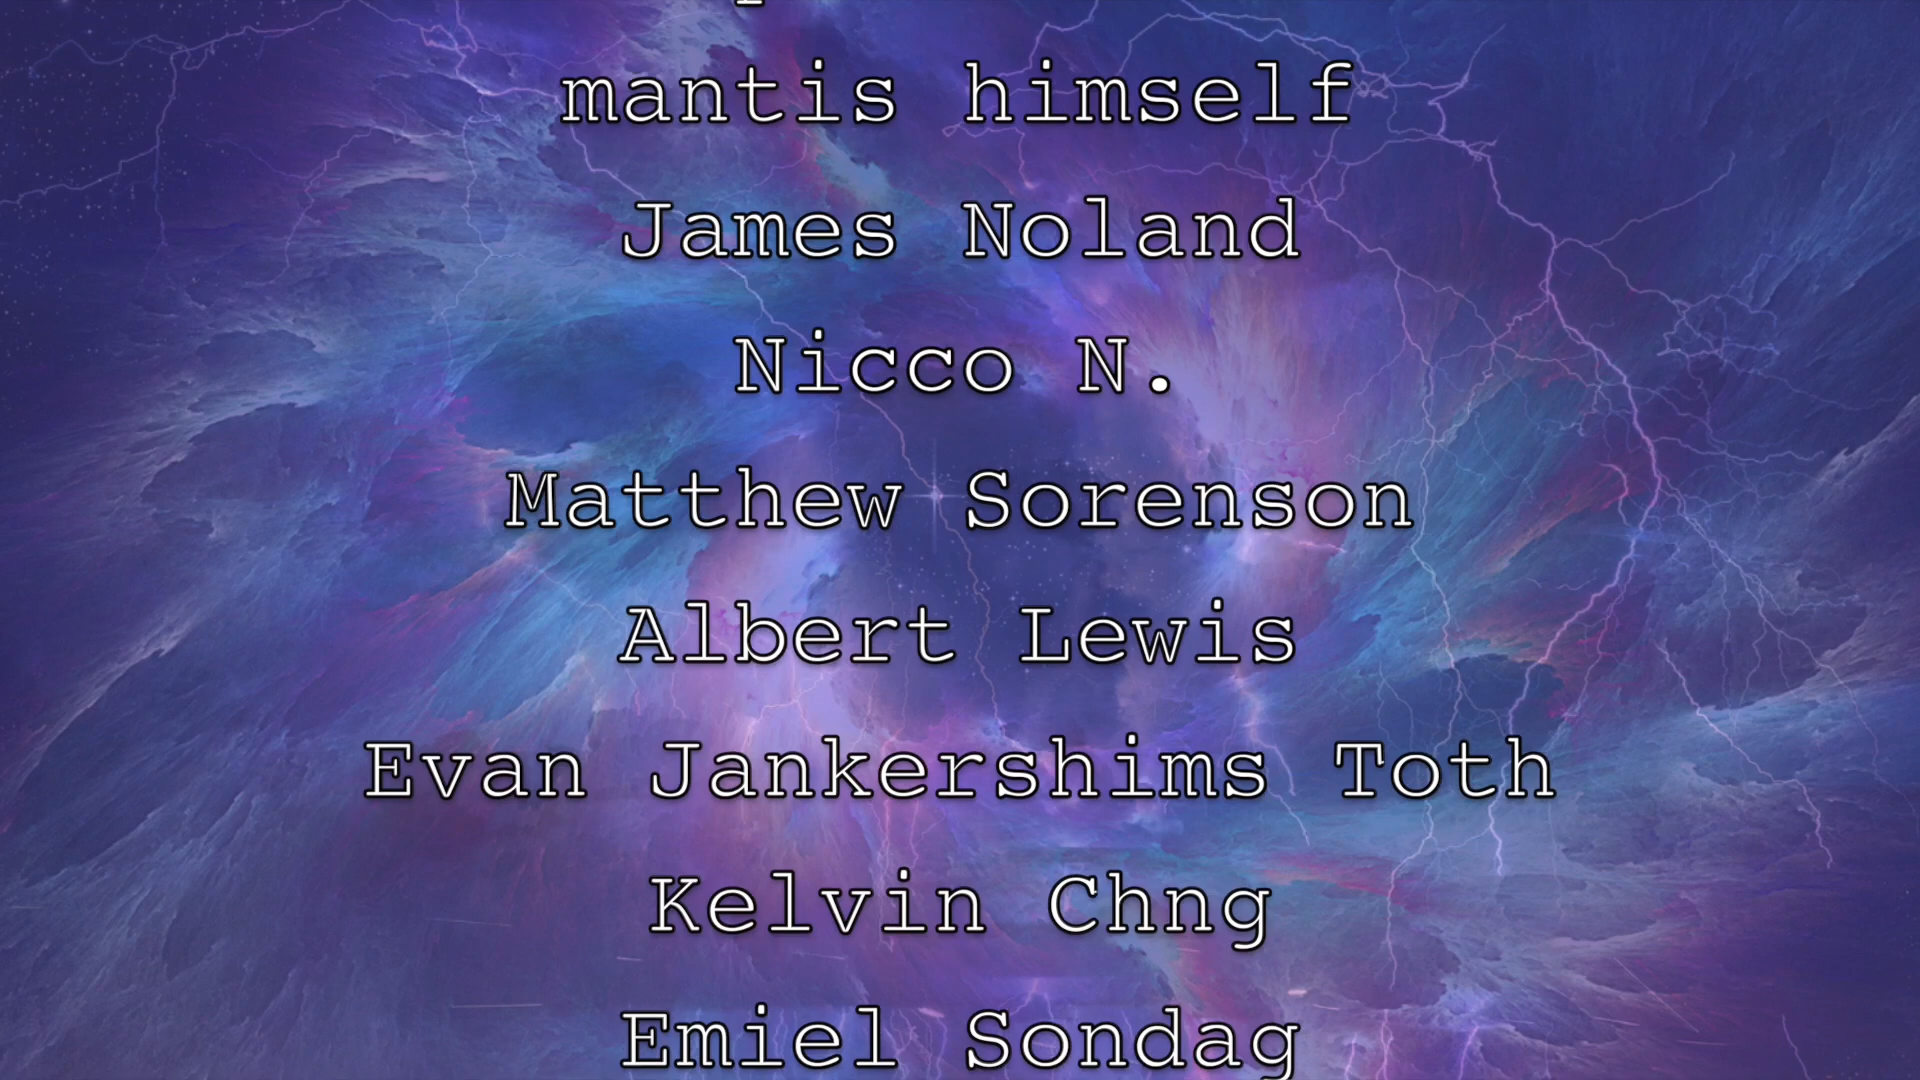 mantis himself
James Noland
Nicco N.
Matthew Sorenson
Albert Lewis
Evan Jankershims Toth
Kelvin Chng
Emiel Sondag